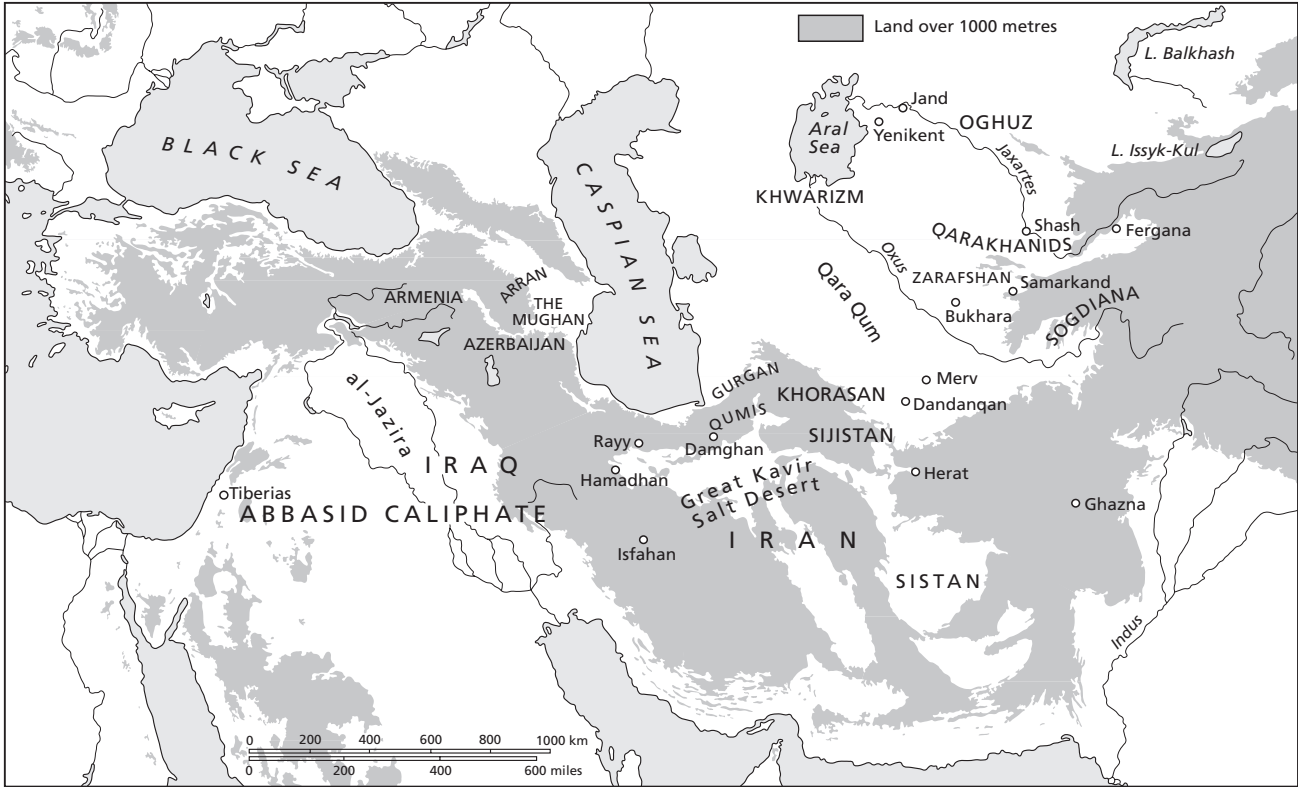 Land over 1000 metres
L. Balkhash
BLACK SEA
CASPIAN SEA
Aral
Sea
Jand
Yenikent
OGHUZ
Jaxartes
L. Issyk-Kul
KHWARIZM
Shash
Fergana
QARAKHANIDS
Oxus
Qara Qum
ZARAFSHAN
Samarkand
Bukhara
SOGDIANA
ARMENIA
ARRAN
THE
MUGHAN
AZERBAIJAN
al-Jazira
GURGAN
KHORASAN
Merv
Dandanqan
QUMIS
SIJISTAN
Rayy
Damghan
IRAQ
Hamadhan
Great Kavir
Salt Desert
Herat
Tiberias
ABBASID CALIPHATE
Ghazna
Isfahan
IRAN
SISTAN
Indus
0 200 400 600 800 1000 km
0 200 400 600 miles